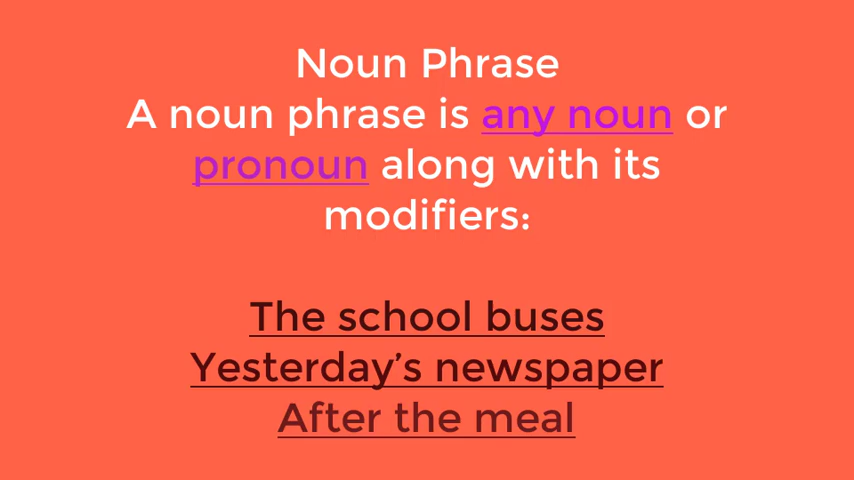 Noun Phrase
A noun phrase is any noun or
pronoun along with its
modifiers:
The school buses
Yesterday’s newspaper
After the meal